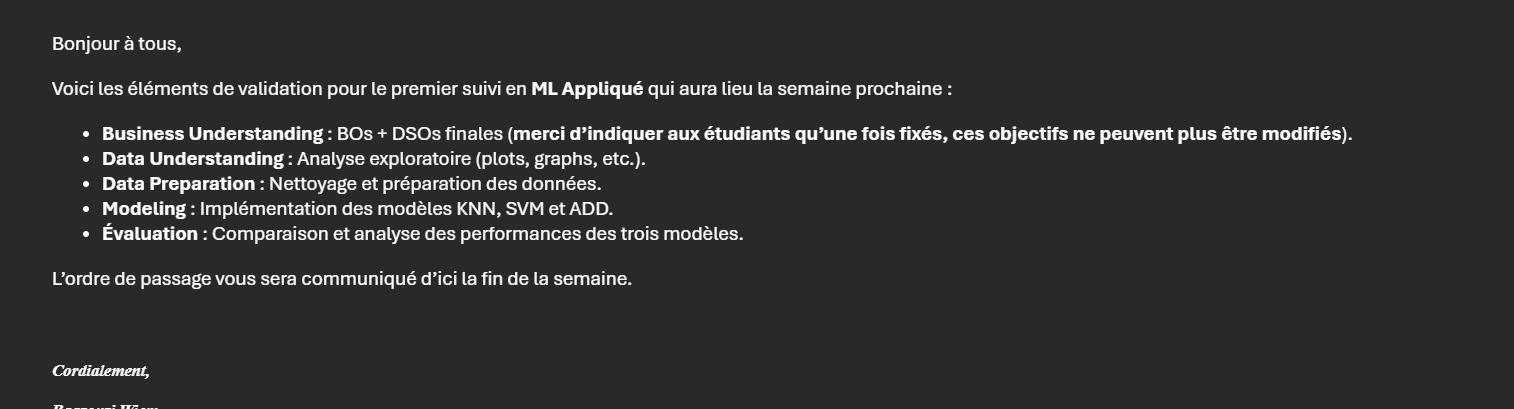 Bonjour à tous,
Voici les éléments de validation pour le premier suivi en ML Appliqué qui aura lieu la semaine prochaine :
• Business Understanding : BOs + DSOs finales (merci d’indiquer aux étudiants qu’une fois fixés, ces objectifs ne peuvent plus être modifiés).
• Data Understanding : Analyse exploratoire (plots, graphs, etc.).
• Data Preparation : Nettoyage et préparation des données.
• Modeling : Implémentation des modèles KNN, SVM et ADD.
• Évaluation : Comparaison et analyse des performances des trois modèles.
L’ordre de passage vous sera communiqué d’ici la fin de la semaine.
Cordialement,